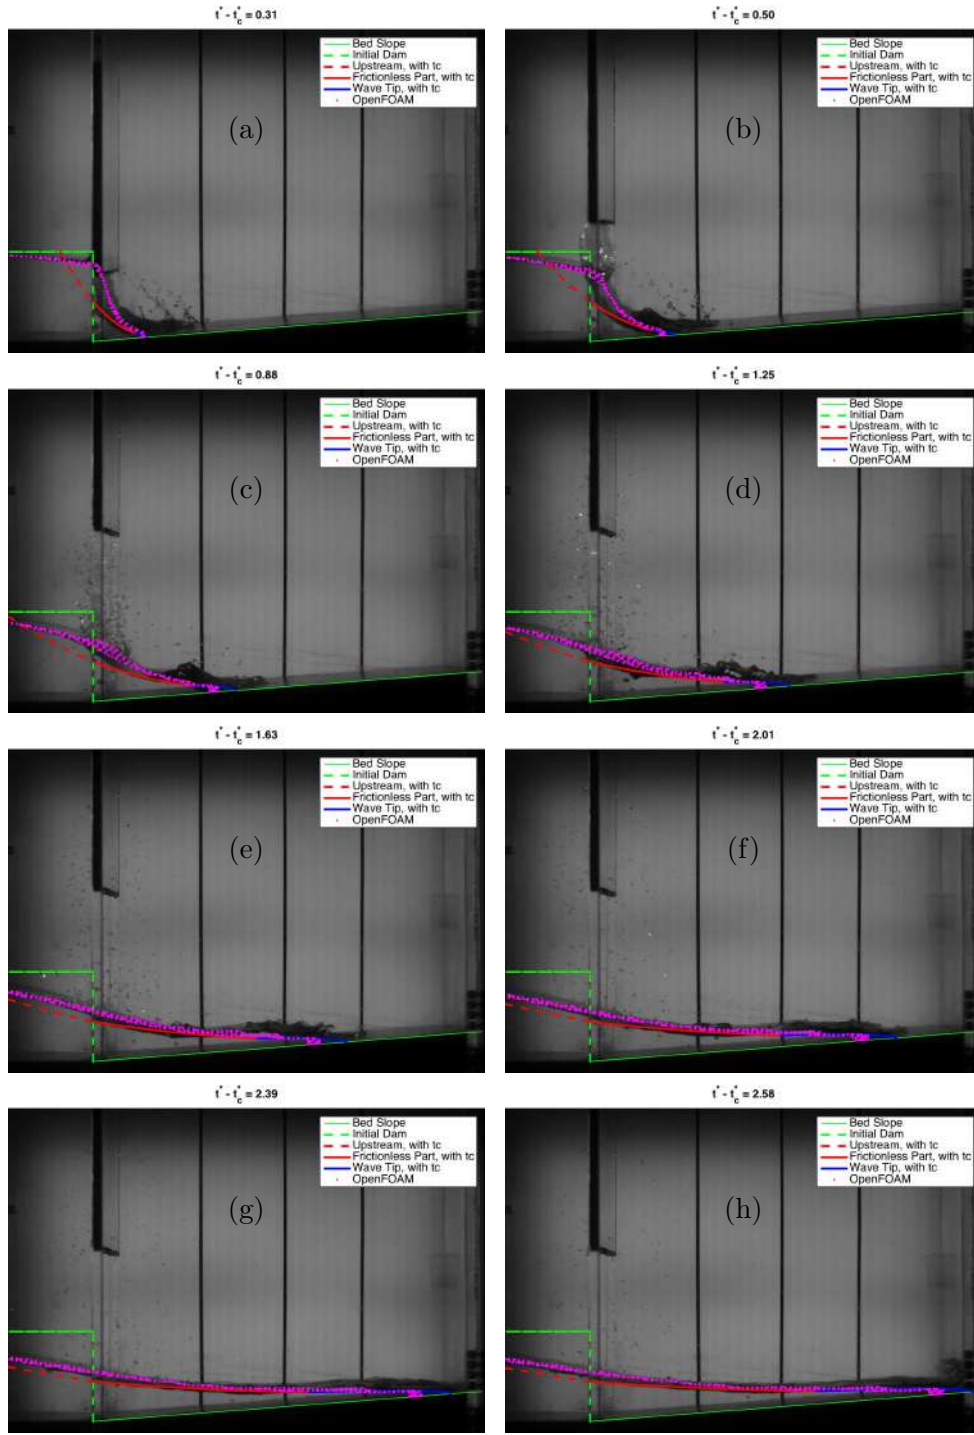 t* - t*c = 0.31
Bed Slope
Initial Dam
Upstream, with tc
Frictionless Part, with tc
Wave Tip, with tc
OpenFOAM
(a)
t* - t*c = 0.50
Bed Slope
Initial Dam
Upstream, with tc
Frictionless Part, with tc
Wave Tip, with tc
OpenFOAM
(b)
t* - t*c = 0.88
Bed Slope
Initial Dam
Upstream, with tc
Frictionless Part, with tc
Wave Tip, with tc
OpenFOAM
(c)
t* - t*c = 1.25
Bed Slope
Initial Dam
Upstream, with tc
Frictionless Part, with tc
Wave Tip, with tc
OpenFOAM
(d)
t* - t*c = 1.63
Bed Slope
Initial Dam
Upstream, with tc
Frictionless Part, with tc
Wave Tip, with tc
OpenFOAM
(e)
t* - t*c = 2.01
Bed Slope
Initial Dam
Upstream, with tc
Frictionless Part, with tc
Wave Tip, with tc
OpenFOAM
(f)
t* - t*c = 2.39
Bed Slope
Initial Dam
Upstream, with tc
Frictionless Part, with tc
Wave Tip, with tc
OpenFOAM
(g)
t* - t*c = 2.58
Bed Slope
Initial Dam
Upstream, with tc
Frictionless Part, with tc
Wave Tip, with tc
OpenFOAM
(h)